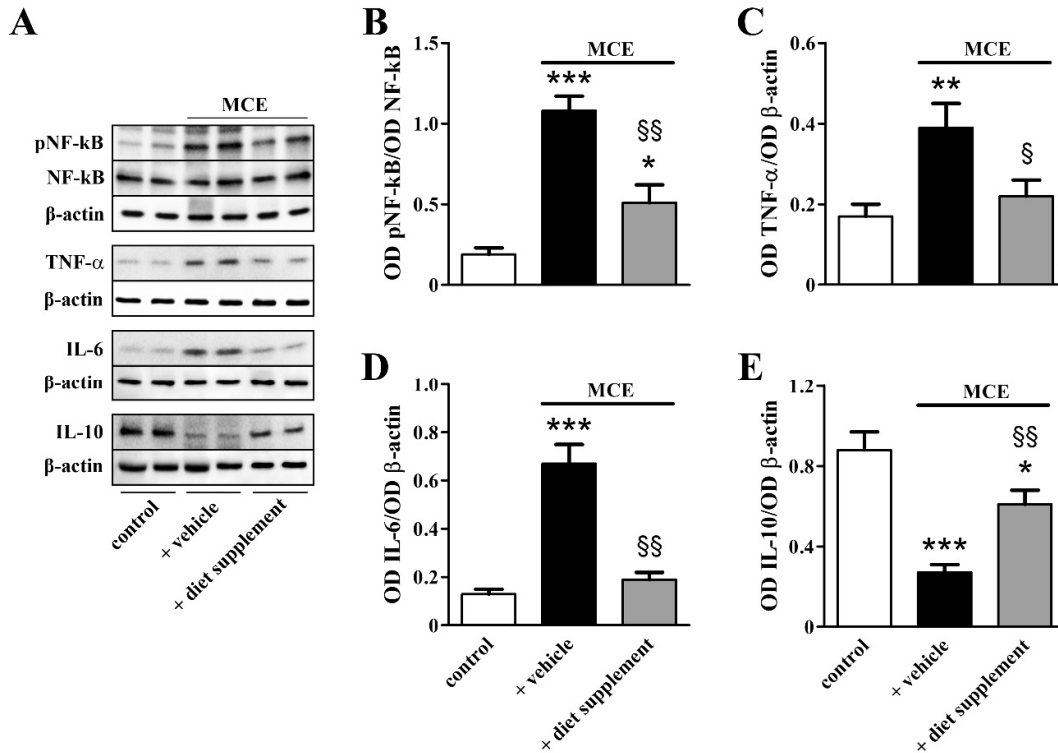 A
MCE
pNF-kB
NF-kB
β-actin
TNF-α
β-actin
IL-6
β-actin
IL-10
β-actin
control
+ vehicle
+ diet supplement
B
MCE
OD pNF-kB/OD NF-kB
1.5
1.0
0.5
0
***
§§
*
C
MCE
OD TNF-α/OD β-actin
0.6
0.4
0.2
0
**
§
D
MCE
OD IL-6/OD β-actin
0.8
0.6
0.4
0.2
0
***
§§
control
+ vehicle
+ diet supplement
E
MCE
OD IL-10/OD β-actin
1.2
0.8
0.4
0
***
§§
*
control
+ vehicle
+ diet supplement